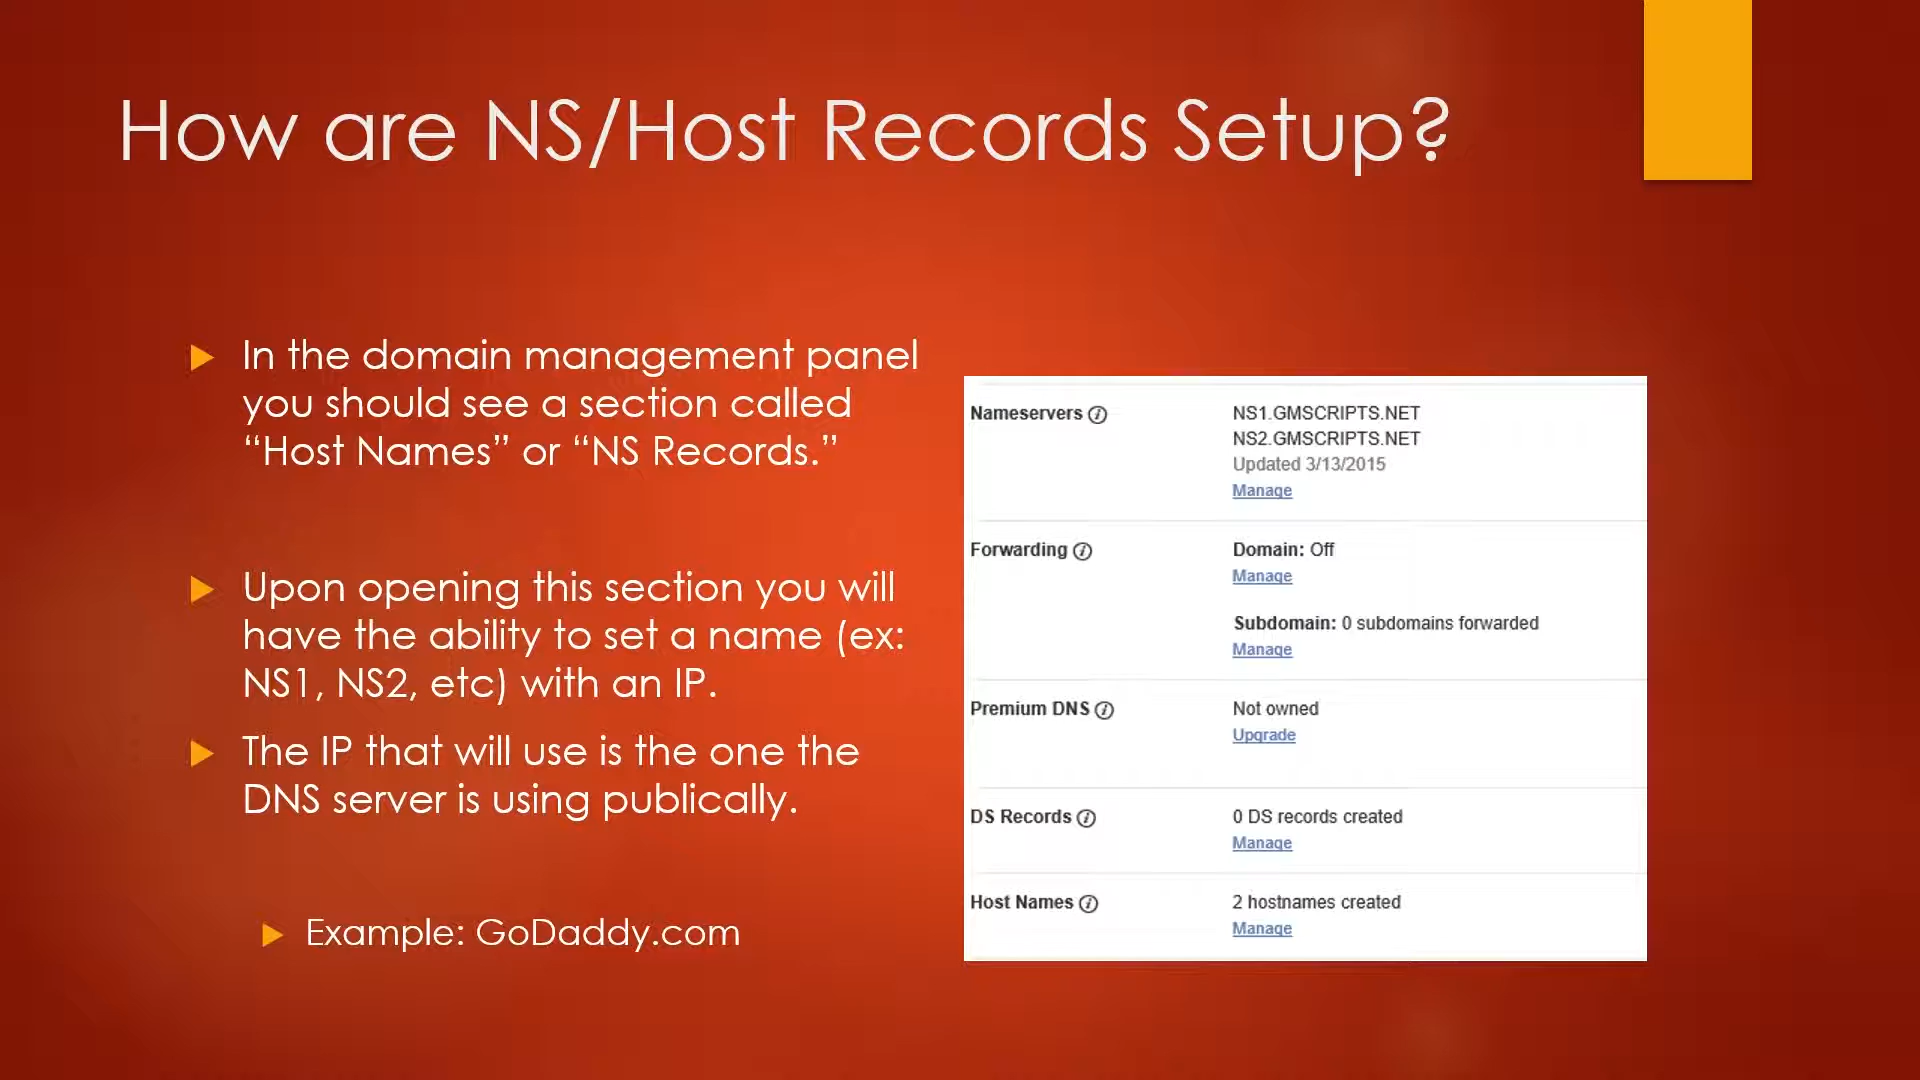 How are NS/Host Records Setup?
In the domain management panel
you should see a section called
“Host Names” or “NS Records.”
Upon opening this section you will
have the ability to set a name (ex:
NS1, NS2, etc) with an IP.
The IP that will use is the one the
DNS server is using publically.
Example: GoDaddy.com
Nameservers
NS1.GMSCRIPTS.NET
NS2.GMSCRIPTS.NET
Updated 3/13/2015
Manage
Forwarding
Domain: Off
Manage
Subdomain: 0 subdomains forwarded
Manage
Premium DNS
Not owned
Upgrade
DS Records
0 DS records created
Manage
Host Names
2 hostnames created
Manage